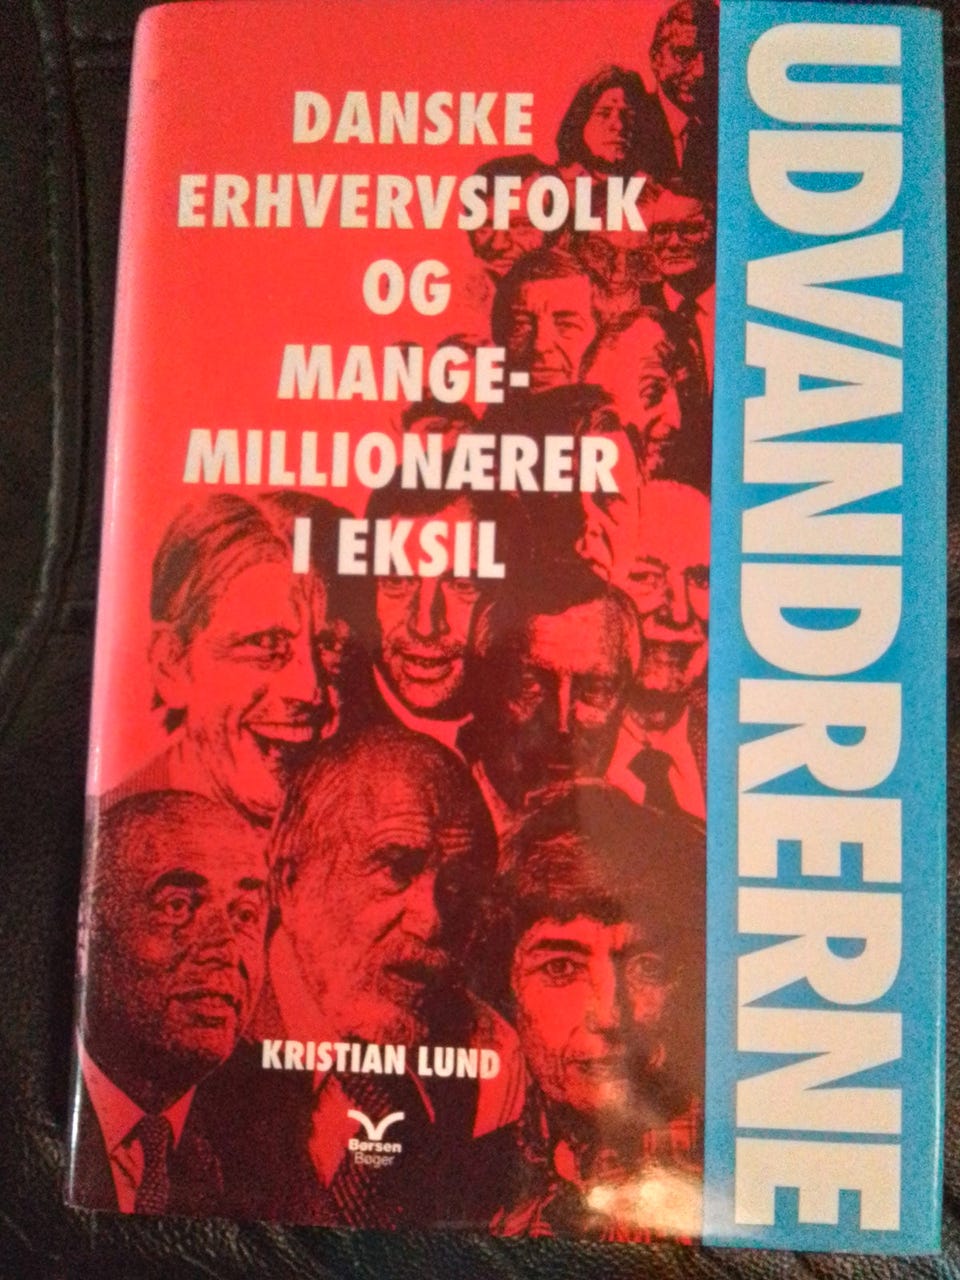 DANSKE
ERHVERVSFOLK
OG
MANGE-
MILLIONÆRER
I EKSIL
UDVANDRERNE
KRISTIAN LUND
Børsen
Bøger